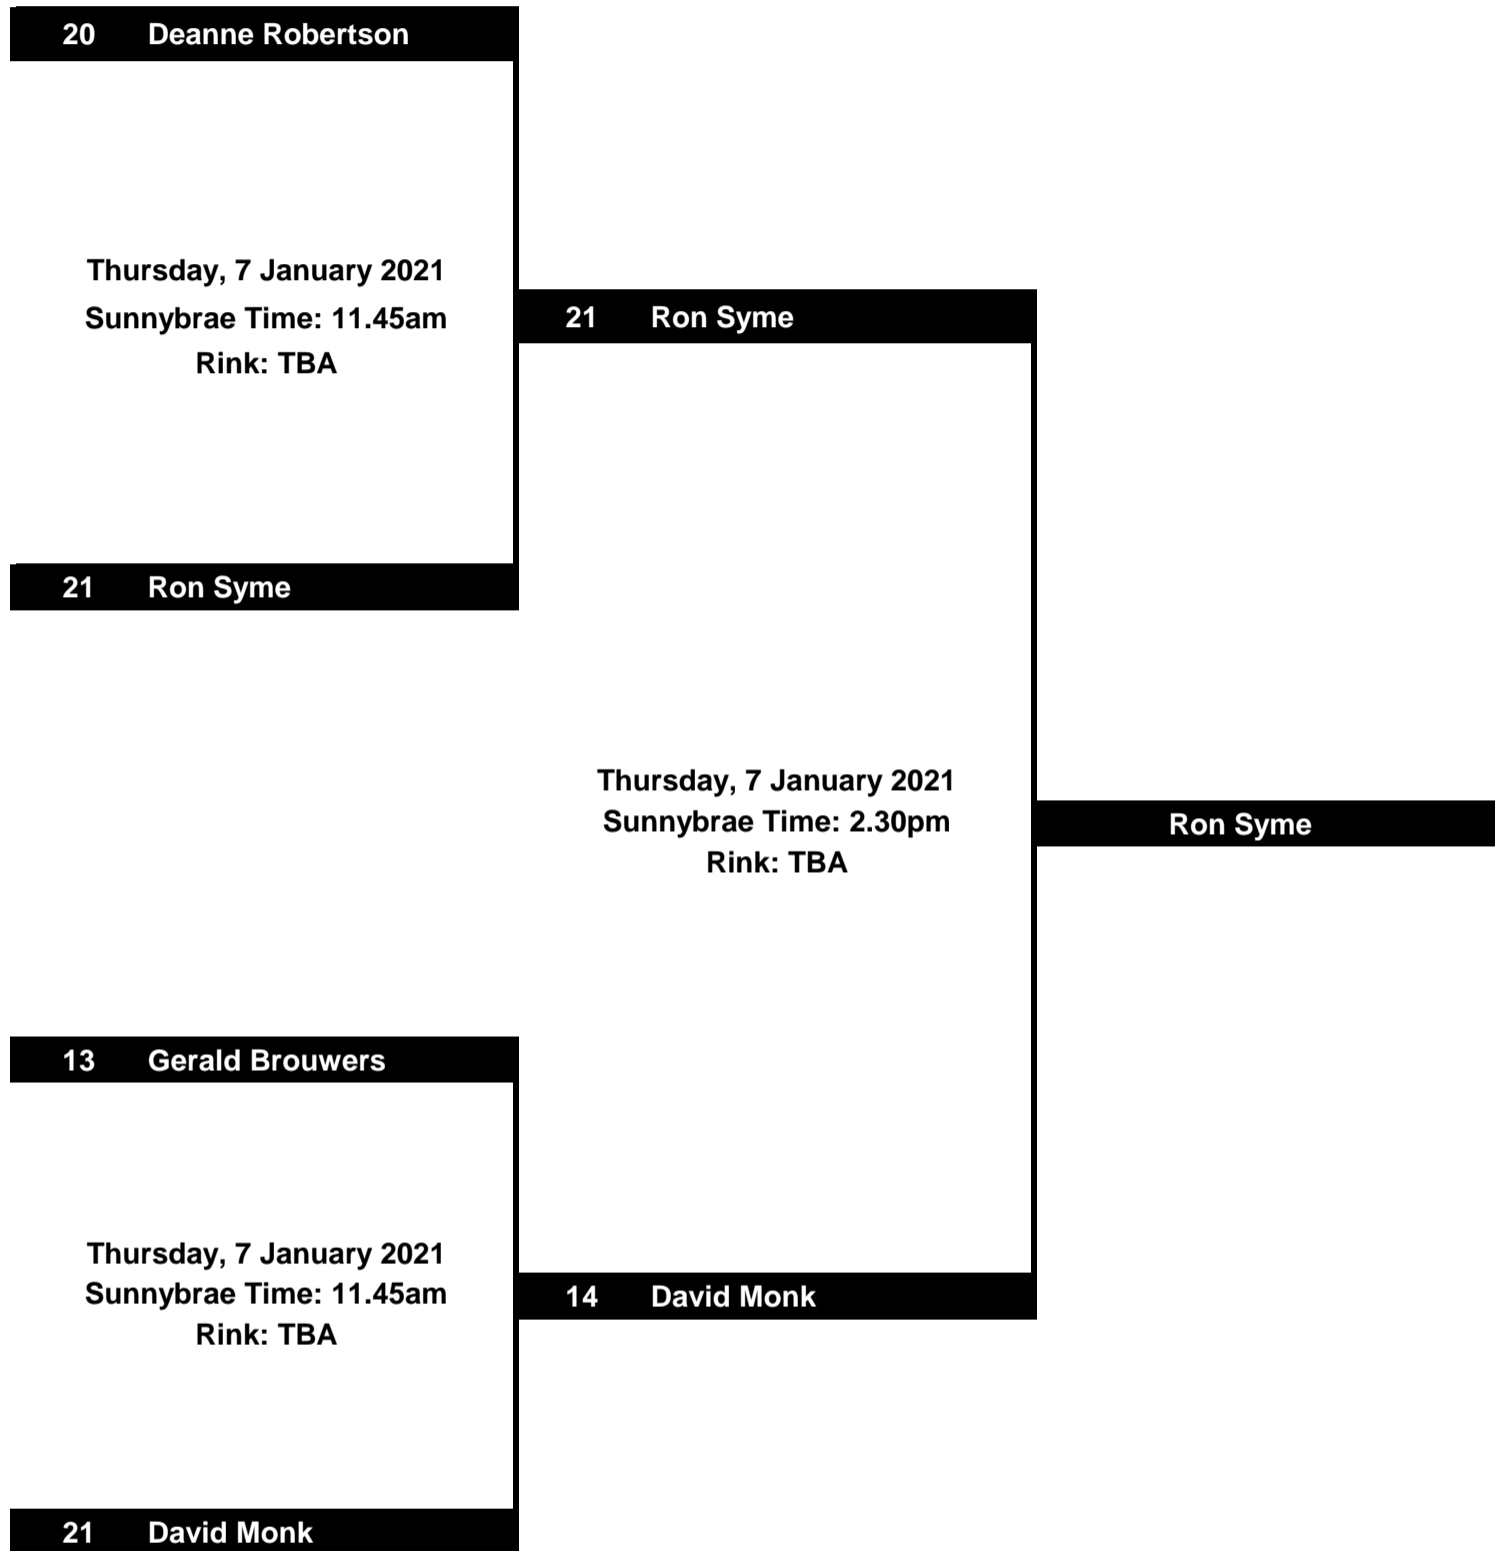 20 Deanne Robertson
Thursday, 7 January 2021
Sunnybrae Time: 11.45am
Rink: TBA
21 Ron Syme
21 Ron Syme
Thursday, 7 January 2021
Sunnybrae Time: 2.30pm
Rink: TBA
Ron Syme
13 Gerald Brouwers
Thursday, 7 January 2021
Sunnybrae Time: 11.45am
Rink: TBA
14 David Monk
21 David Monk